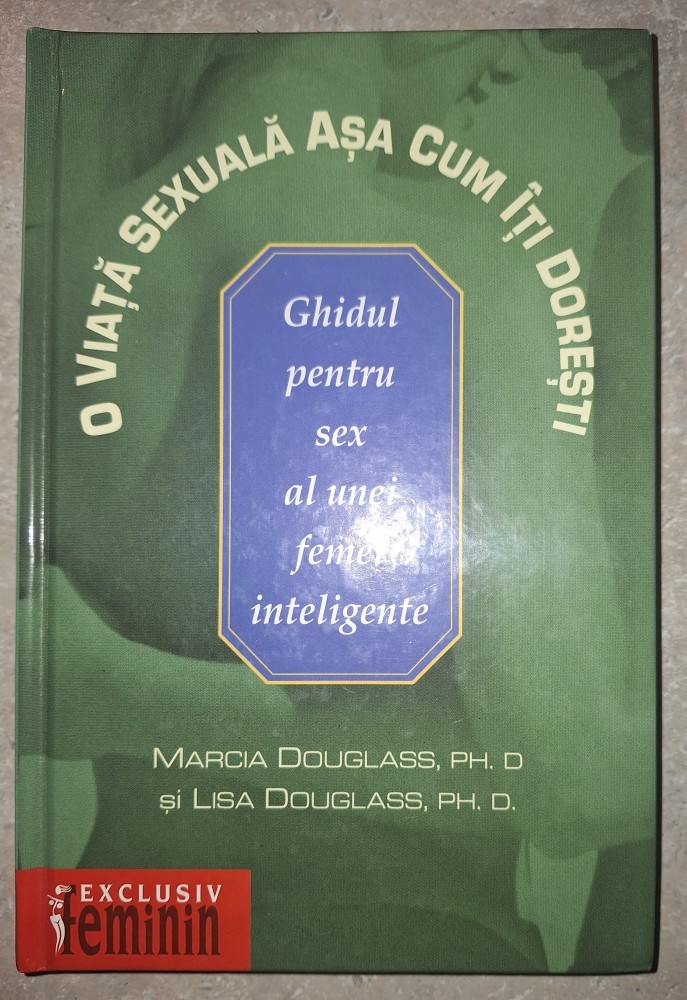 O VIAȚĂ SEXUALĂ AȘA CUM ÎȚI DOREȘTI
Ghidul
pentru
sex
al unei
femei
inteligente
MARCIA DOUGLASS, PH. D
și LISA DOUGLASS, PH. D.
EXCLUSIV
feminin